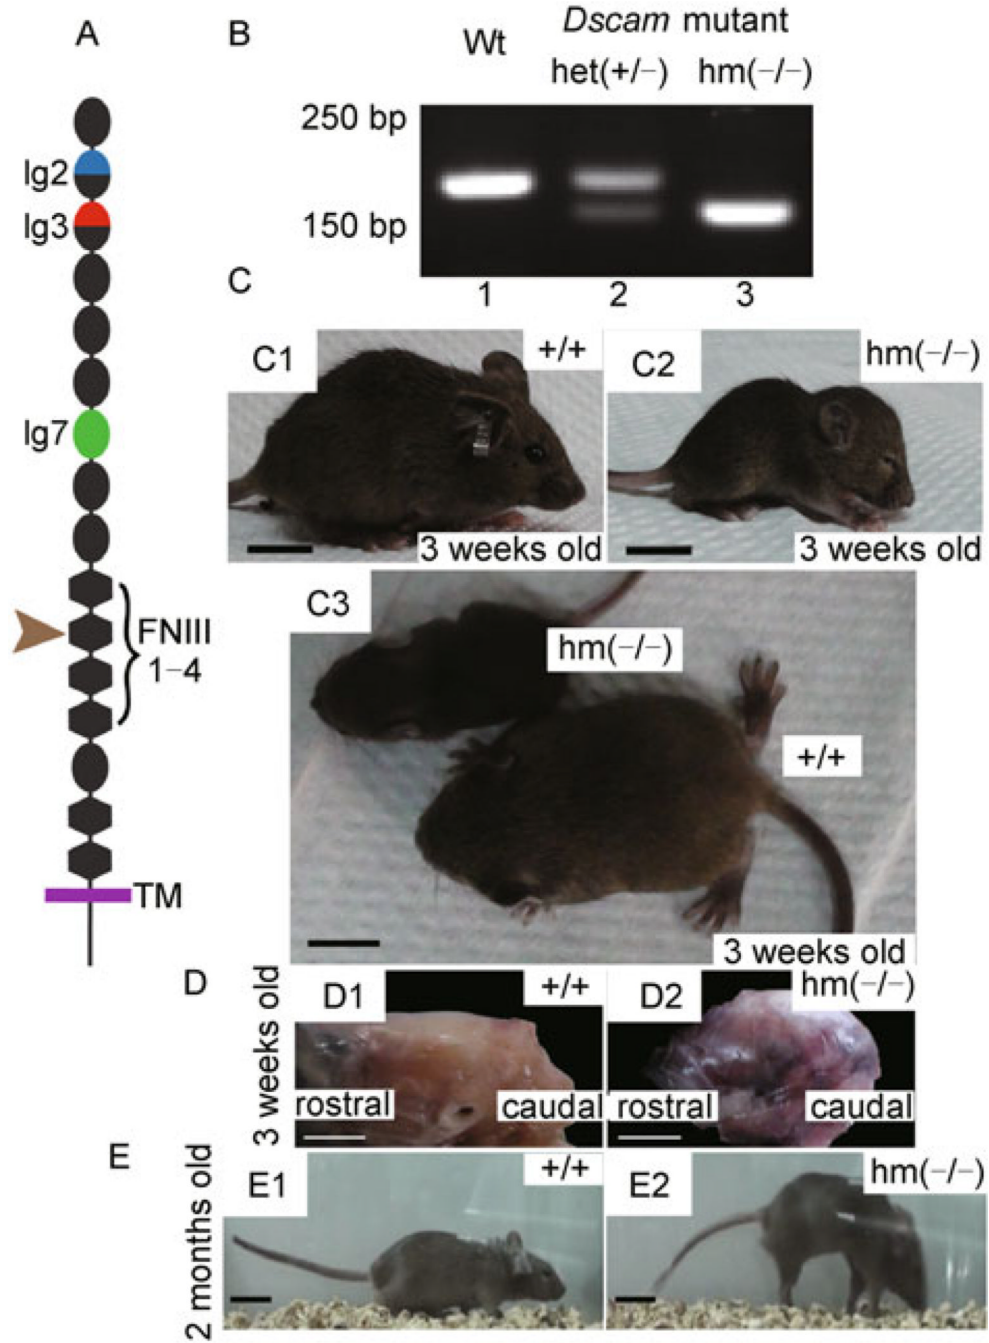 A
Ig2
Ig3
Ig7
FNIII
1–4
TM
B
Wt
Dscam mutant
het(+/−) hm(−/−)
250 bp
150 bp
1 2 3
C
C1 +/+
3 weeks old
C2 hm(−/−)
3 weeks old
C3
hm(−/−)
+/+
3 weeks old
D
3 weeks old
D1 +/+
rostral caudal
D2 hm(−/−)
rostral caudal
E
2 months old
E1 +/+
E2 hm(−/−)